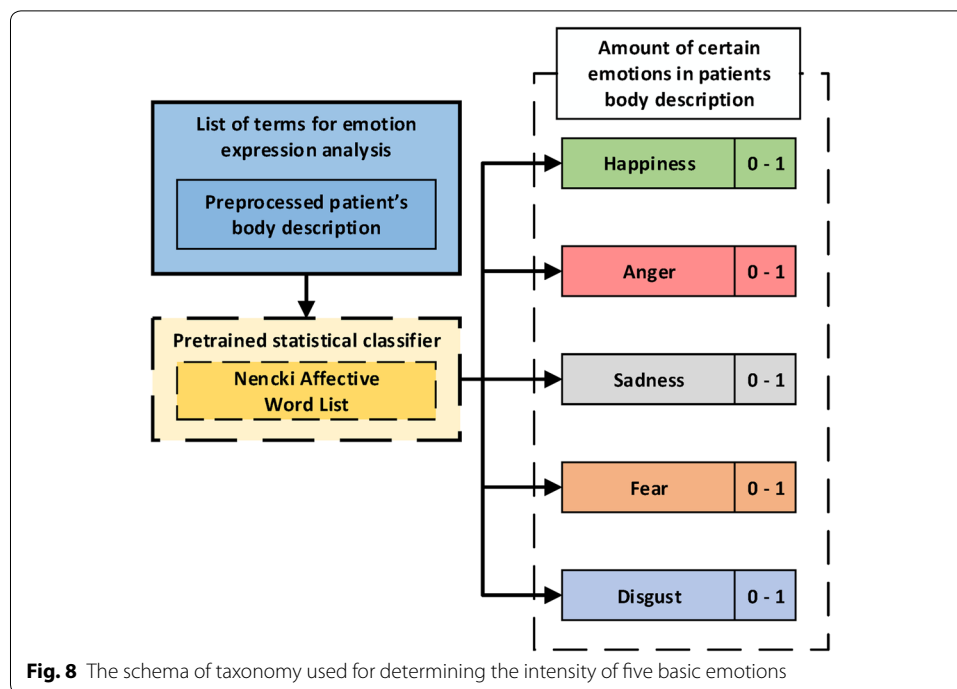 Amount of certain
emotions in patients
body description
List of terms for emotion
expression analysis
Preprocessed patient's
body description
Pretrained statistical classifier
Nencki Affective
Word List
Happiness 0 - 1
Anger 0 - 1
Sadness 0 - 1
Fear 0 - 1
Disgust 0 - 1
Fig. 8 The schema of taxonomy used for determining the intensity of five basic emotions